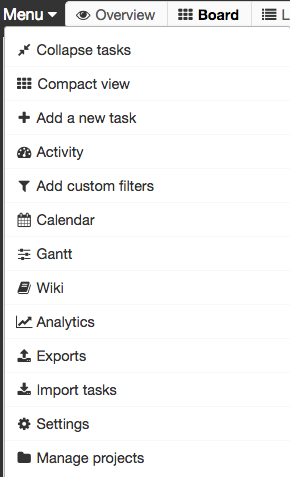 Menu Overview Board L
Collapse tasks
Compact view
Add a new task
Activity
Add custom filters
Calendar
Gantt
Wiki
Analytics
Exports
Import tasks
Settings
Manage projects